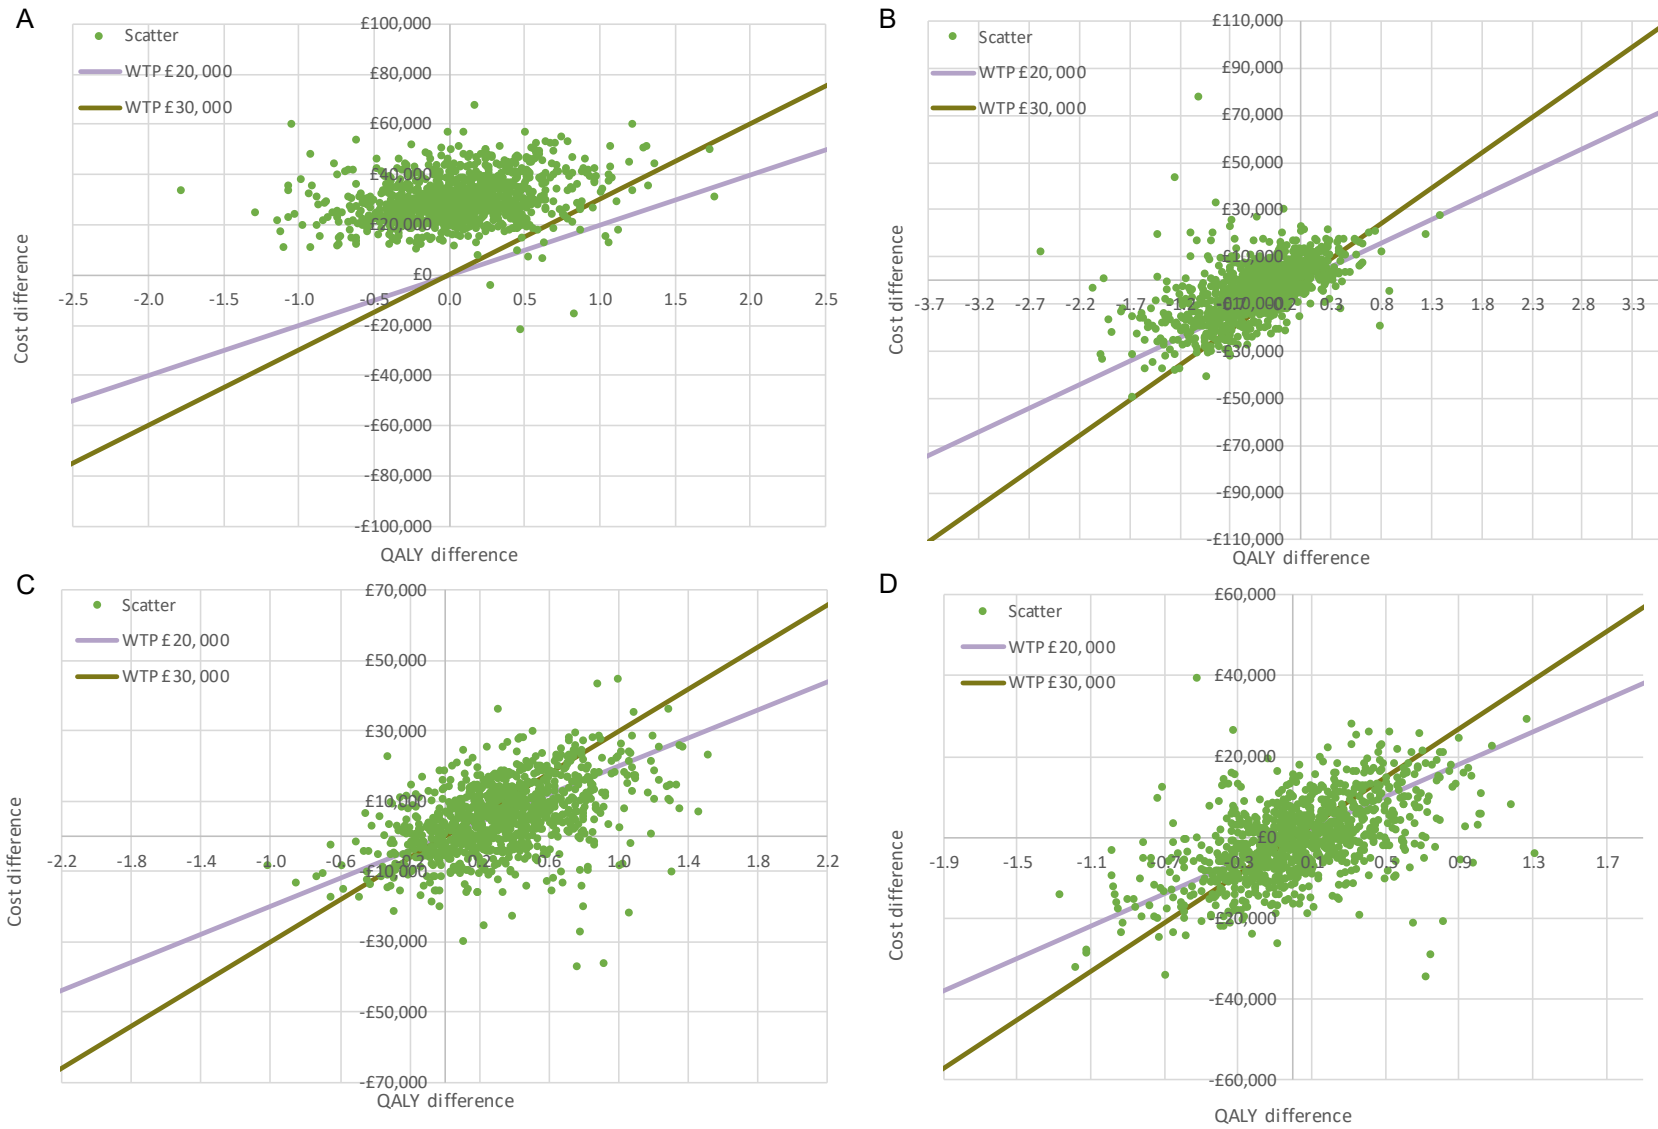 A
Scatter
WTP £20,000
WTP £30,000
£100,000
£80,000
£60,000
£40,000
£20,000
£0
-£20,000
-£40,000
-£60,000
-£80,000
-£100,000
-2.5 -2.0 -1.5 -1.0 -0.5 0.0 0.5 1.0 1.5 2.0 2.5
Cost difference
QALY difference
B
Scatter
WTP £20,000
WTP £30,000
£110,000
£90,000
£70,000
£50,000
£30,000
£10,000
-£10,000
-£30,000
-£50,000
-£70,000
-£90,000
-£110,000
-3.7 -3.2 -2.7 -2.2 -1.7 -1.2 -0.2 0.3 0.8 1.3 1.8 2.3 2.8 3.3
Cost difference
QALY difference
C
Scatter
WTP £20,000
WTP £30,000
£70,000
£50,000
£30,000
£10,000
-£10,000
-£30,000
-£50,000
-£70,000
-2.2 -1.8 -1.4 -1.0 -0.6 -0.2 0.2 0.6 1.0 1.4 1.8 2.2
Cost difference
QALY difference
D
Scatter
WTP £20,000
WTP £30,000
£60,000
£40,000
£20,000
£0
-£20,000
-£40,000
-£60,000
-1.9 -1.5 -1.1 -0.7 -0.3 0.1 0.5 0.9 1.3 1.7
Cost difference
QALY difference